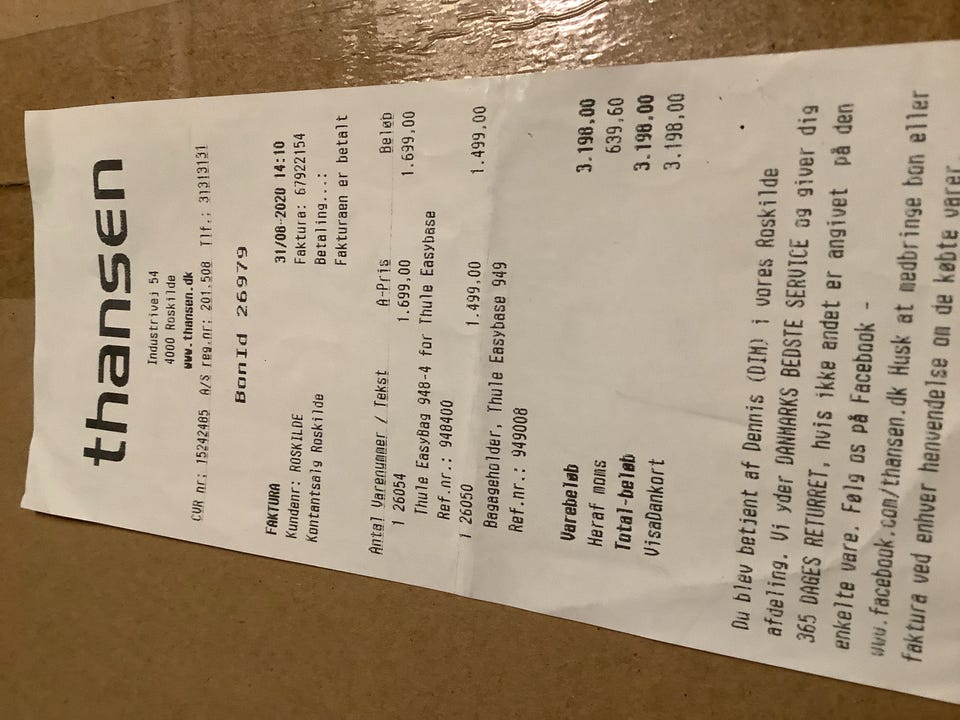 thansen
Industrivej 54
4000 Roskilde
www.thansen.dk
CVR nr: 15242405 A/S reg.nr: 201.508 Tlf.: 31313131
BonId 26979
FAKTURA 31/08-2020 14:10
Kundenr: ROSKILDE Faktura: 67922154
Kontantsalg Roskilde Betaling..:
Fakturaen er betalt
Antal Varenummer / Tekst A-Pris Beløb
1 26054 1.699,00 1.699,00
Thule EasyBag 948-4 for Thule Easybase
Ref.nr.: 948400
1 26050 1.499,00 1.499,00
Bagageholder, Thule Easybase 949
Ref.nr.: 949008
Varebeløb 3.198,00
Heraf moms 639,60
Total-beløb 3.198,00
VisaDankort 3.198,00
Du blev betjent af Dennis (DIM) i vores Roskilde
afdeling. Vi yder DANMARKS BEDSTE SERVICE og giver dig
365 DAGES RETURRET, hvis ikke andet er angivet på den
enkelte vare. Følg os på Facebook -
www.facebook.com/thansen.dk Husk at medbringe bon eller
faktura ved enhver henvendelse om de købte varer